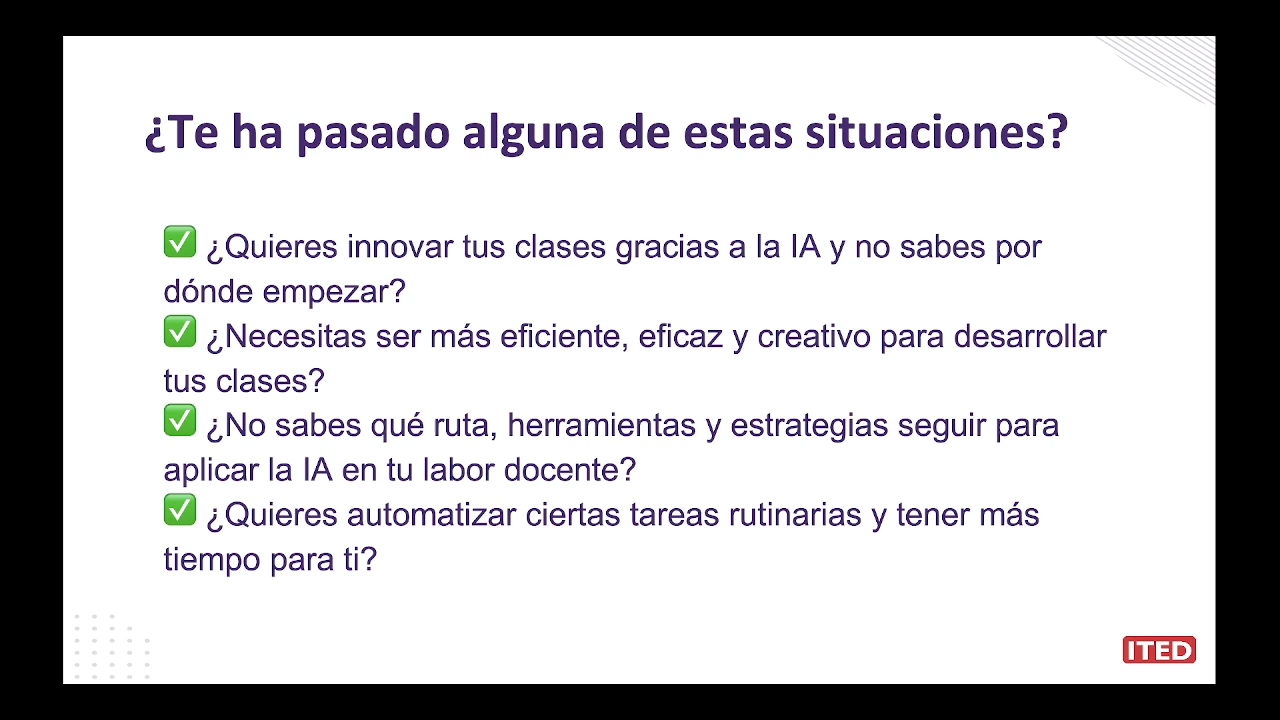 ¿Te ha pasado alguna de estas situaciones?
✅ ¿Quieres innovar tus clases gracias a la IA y no sabes por
dónde empezar?
✅ ¿Necesitas ser más eficiente, eficaz y creativo para desarrollar
tus clases?
✅ ¿No sabes qué ruta, herramientas y estrategias seguir para
aplicar la IA en tu labor docente?
✅ ¿Quieres automatizar ciertas tareas rutinarias y tener más
tiempo para ti?
ITED